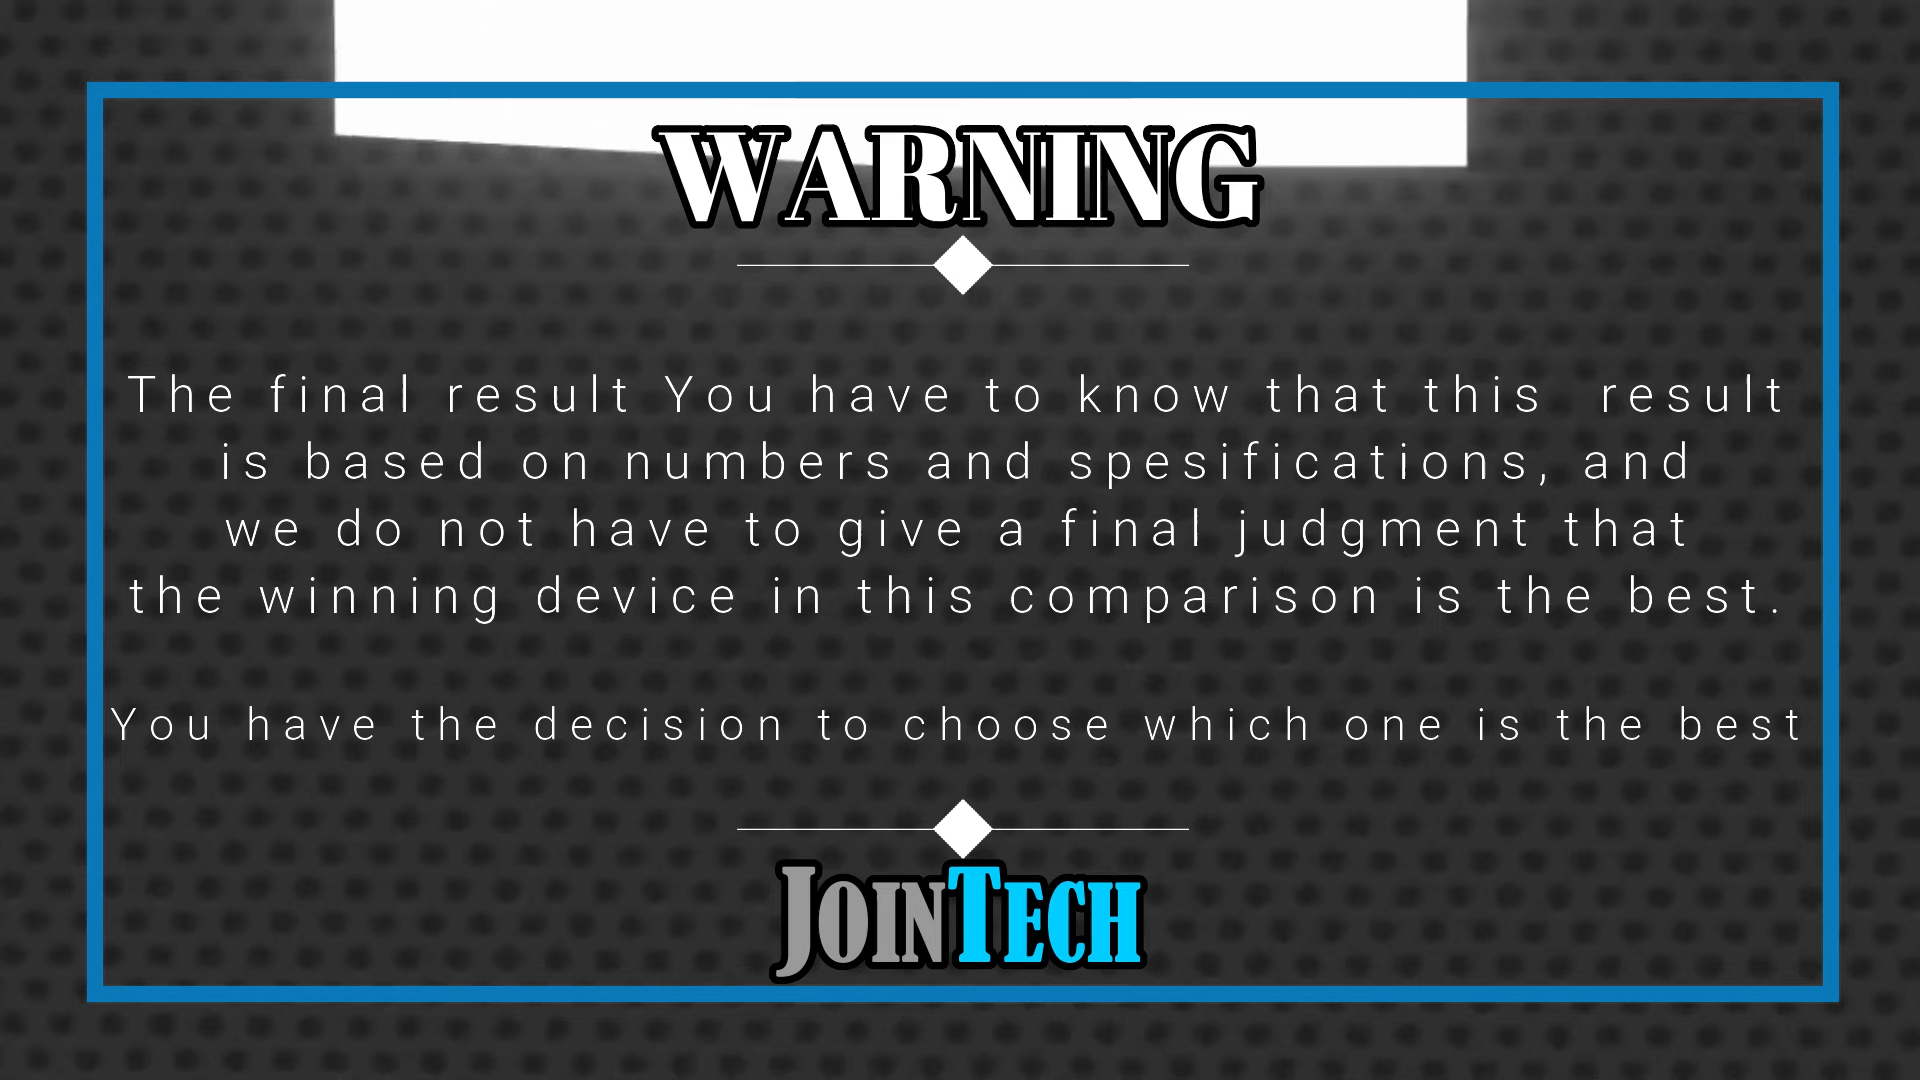 WARNING
The final result You have to know that this result
is based on numbers and spesifications, and
we do not have to give a final judgment that
the winning device in this comparison is the best.
You have the decision to choose which one is the best
JOINTECH